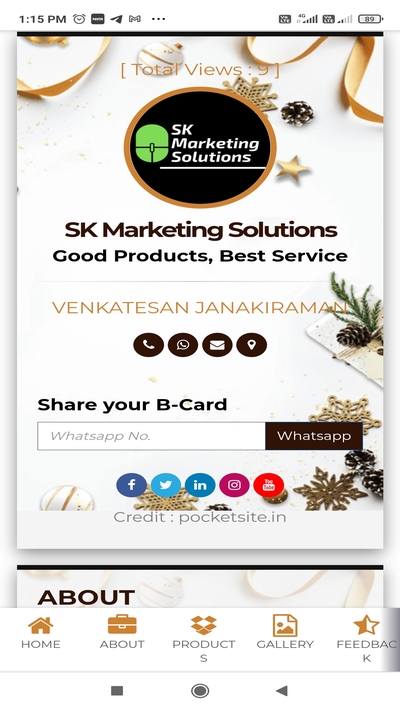 1:15 PM
4G
89
[ Total Views : 9 ]
SK
Marketing
Solutions
SK Marketing Solutions
Good Products, Best Service
VENKATESAN JANAKIRAMAN
Share your B-Card
Whatsapp No. Whatsapp
You
Tube
Credit : pocketsite.in
ABOUT
HOME ABOUT PRODUCT GALLERY FEEDBAC
S K